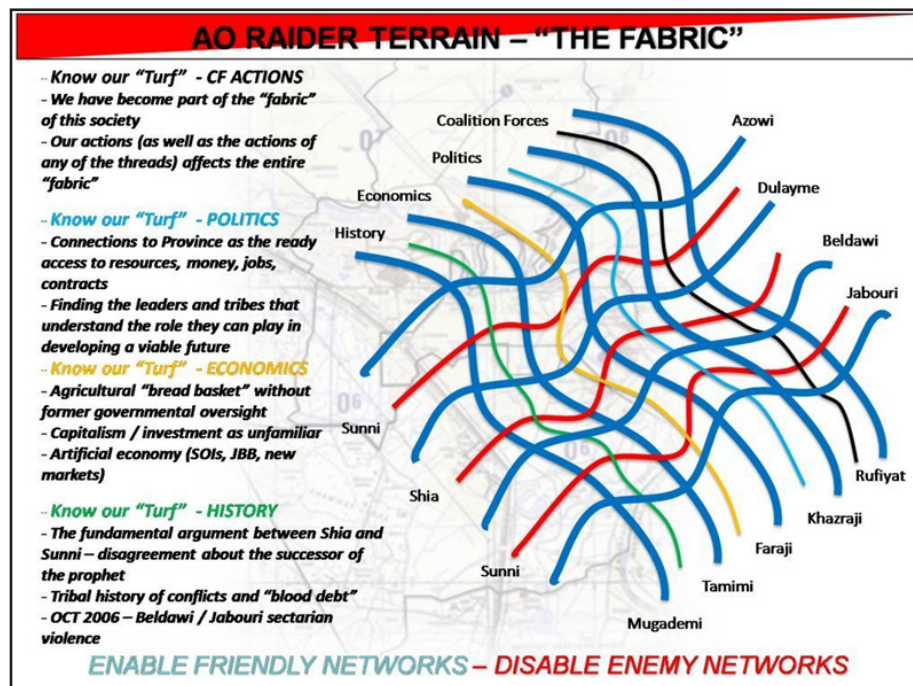 AO RAIDER TERRAIN – “THE FABRIC”
- Know our “Turf” - CF ACTIONS
- We have become part of the “fabric”
of this society
- Our actions (as well as the actions of
any of the threads) affects the entire
“fabric”
- Know our “Turf” - POLITICS
- Connections to Province as the ready
access to resources, money, jobs,
contracts
- Finding the leaders and tribes that
understand the role they can play in
developing a viable future
- Know our “Turf” - ECONOMICS
- Agricultural “bread basket” without
former governmental oversight
- Capitalism / investment as unfamiliar
- Artificial economy (SOIs, JBB, new
markets)
- Know our “Turf” - HISTORY
- The fundamental argument between Shia and
Sunni – disagreement about the successor of
the prophet
- Tribal history of conflicts and “blood debt”
- OCT 2006 – Beldawi / Jabouri sectarian
violence
Coalition Forces
Politics
Economics
History
Azowi
Dulayme
Beldawi
Jabouri
Sunni
Shia
Sunni
Rufiyat
Khazraji
Faraji
Tamimi
Mugademi
ENABLE FRIENDLY NETWORKS – DISABLE ENEMY NETWORKS